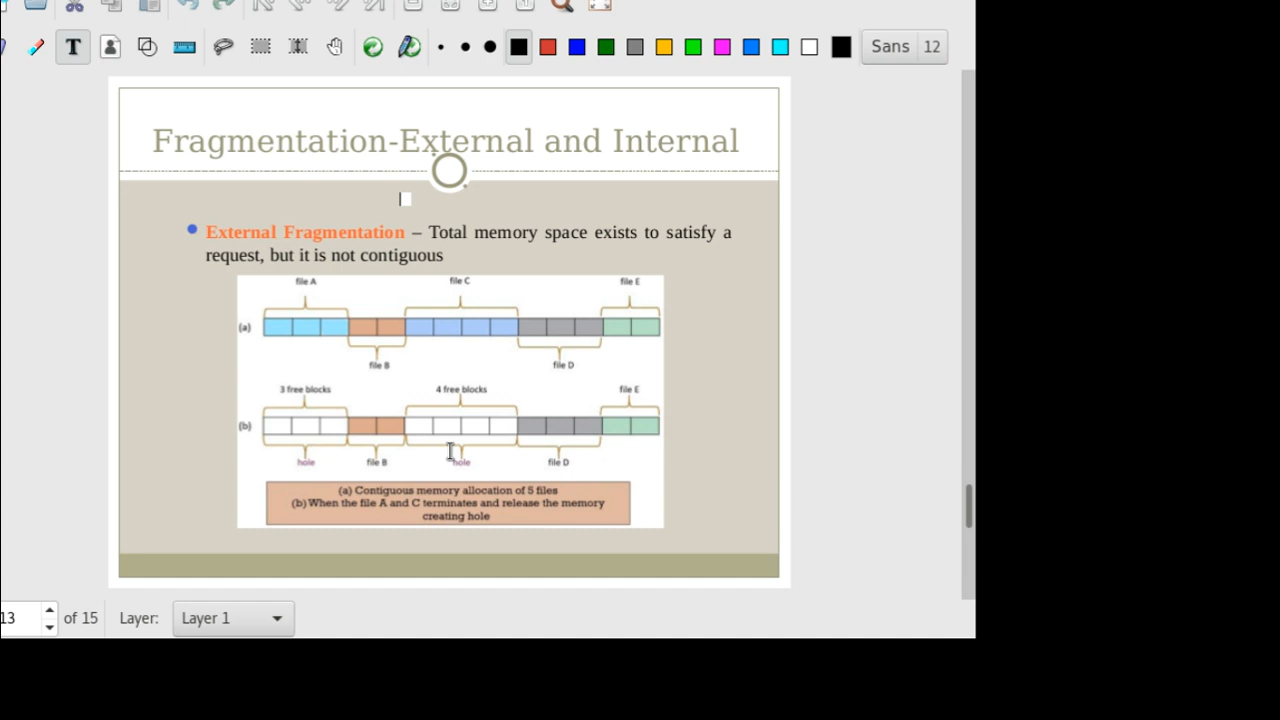 T
Sans 12
Fragmentation-External and Internal
External Fragmentation – Total memory space exists to satisfy a
request, but it is not contiguous
file A file C file E
(a)
file B file D
3 free blocks 4 free blocks file E
(b)
hole file B hole file D
(a) Contiguous memory allocation of 5 files
(b) When the file A and C terminates and release the memory
creating hole
13 of 15 Layer: Layer 1